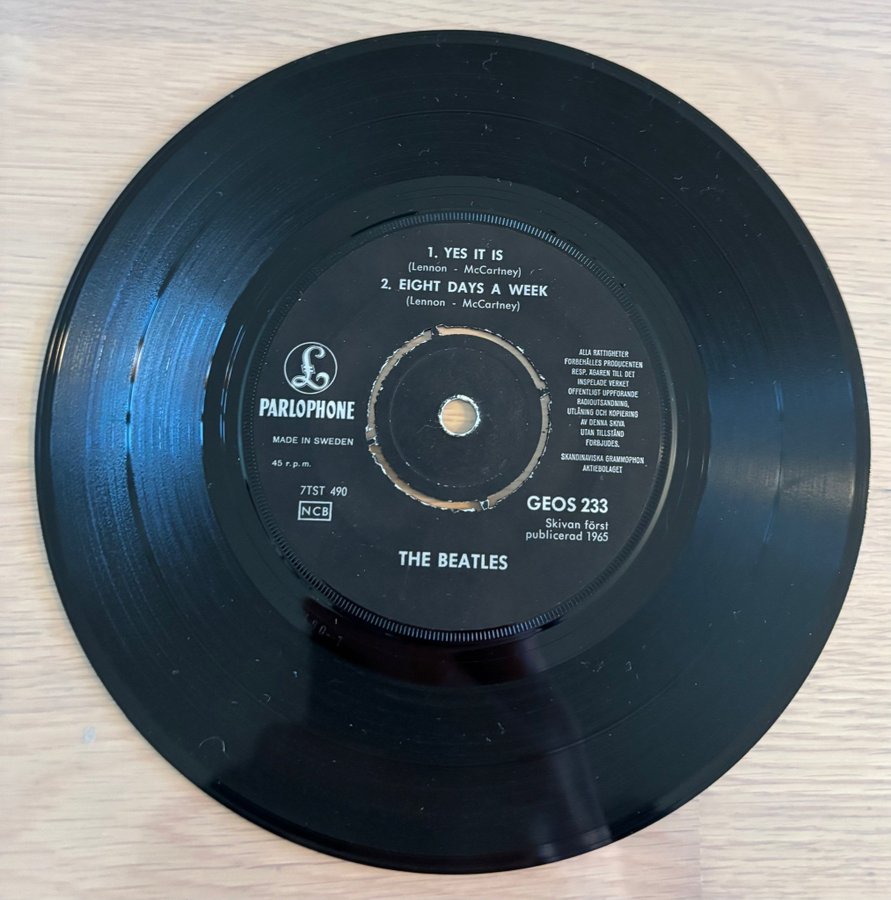 1. YES IT IS
(Lennon - McCartney)
2. EIGHT DAYS A WEEK
(Lennon - McCartney)
£
PARLOPHONE
MADE IN SWEDEN
45 r.p.m.
7TST 490
NCB
ALLA RÄTTIGHETER
FÖRBEHÅLLES PRODUCENTEN
RESP. ÄGAREN TILL DET
INSPELADE VERKET
OFFENTLIGT UPPFÖRANDE
RADIOUTSÄNDNING,
UTLÅNING OCH KOPIERING
AV DENNA SKIVA
UTAN TILLSTÅND
FÖRBJUDES.
SKANDINAVISKA GRAMMOPHON
AKTIEBOLAGET
GEOS 233
Skivan först
publicerad 1965
THE BEATLES